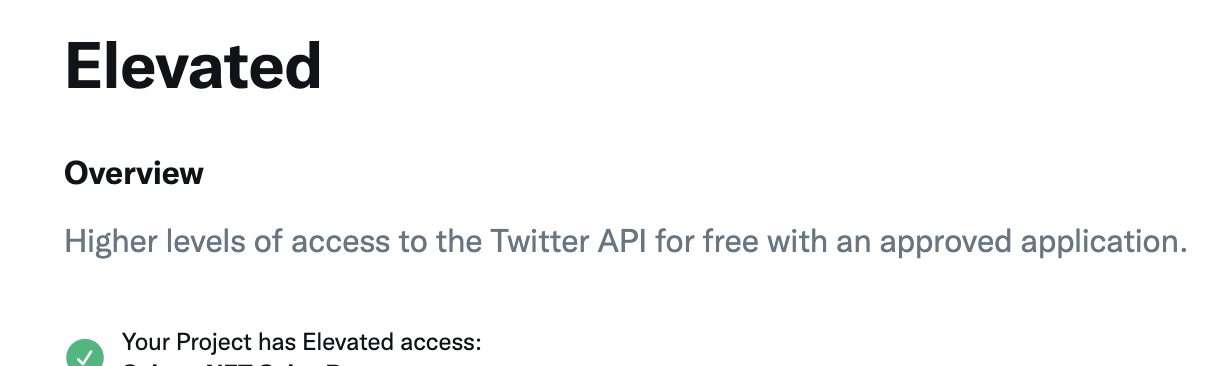 Elevated
Overview
Higher levels of access to the Twitter API for free with an approved application.
Your Project has Elevated access: